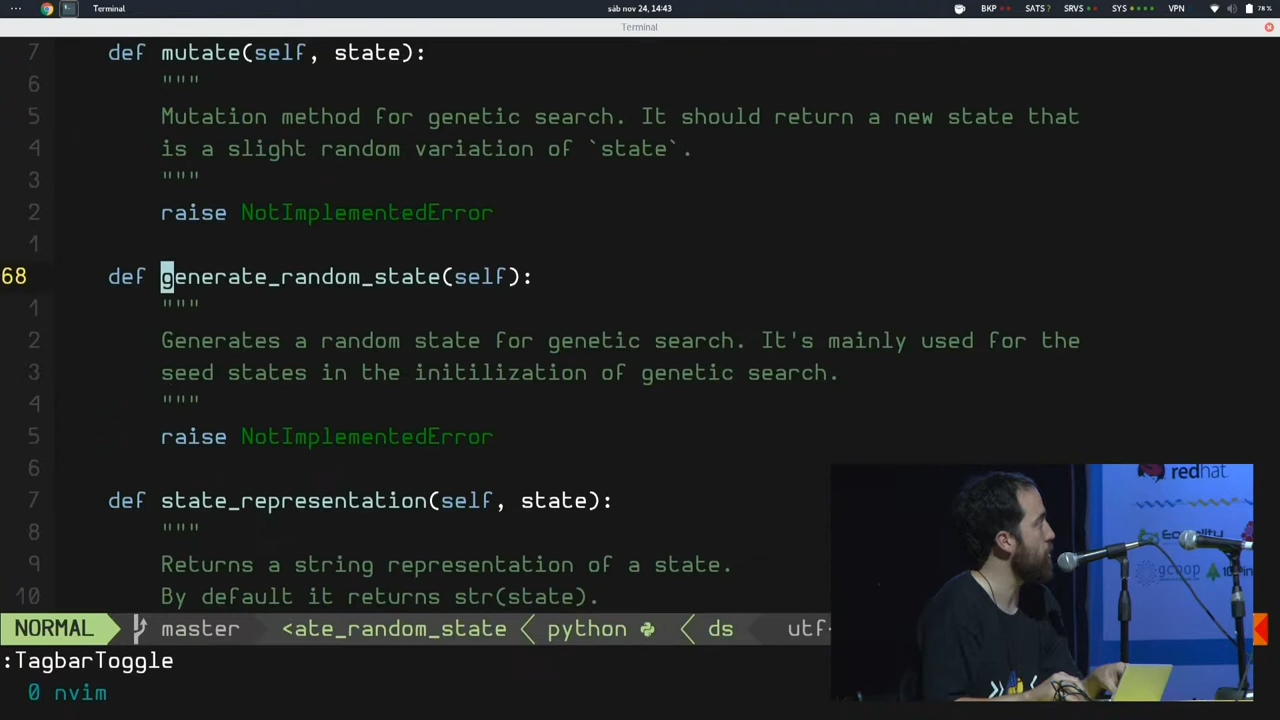 Terminal
sáb nov 24, 14:43
BKP
SATS ?
SRVS
SYS
VPN
78 %
Terminal
7 def mutate(self, state):
6 """
5 Mutation method for genetic search. It should return a new state that
4 is a slight random variation of `state`.
3 """
2 raise NotImplementedError
1
68 def generate_random_state(self):
1 """
2 Generates a random state for genetic search. It's mainly used for the
3 seed states in the initilization of genetic search.
4 """
5 raise NotImplementedError
6
7 def state_representation(self, state):
8 """
9 Returns a string representation of a state.
10 By default it returns str(state).
NORMAL master <ate_random_state python ds utf-
:TagbarToggle
0 nvim
redhat
gcoop